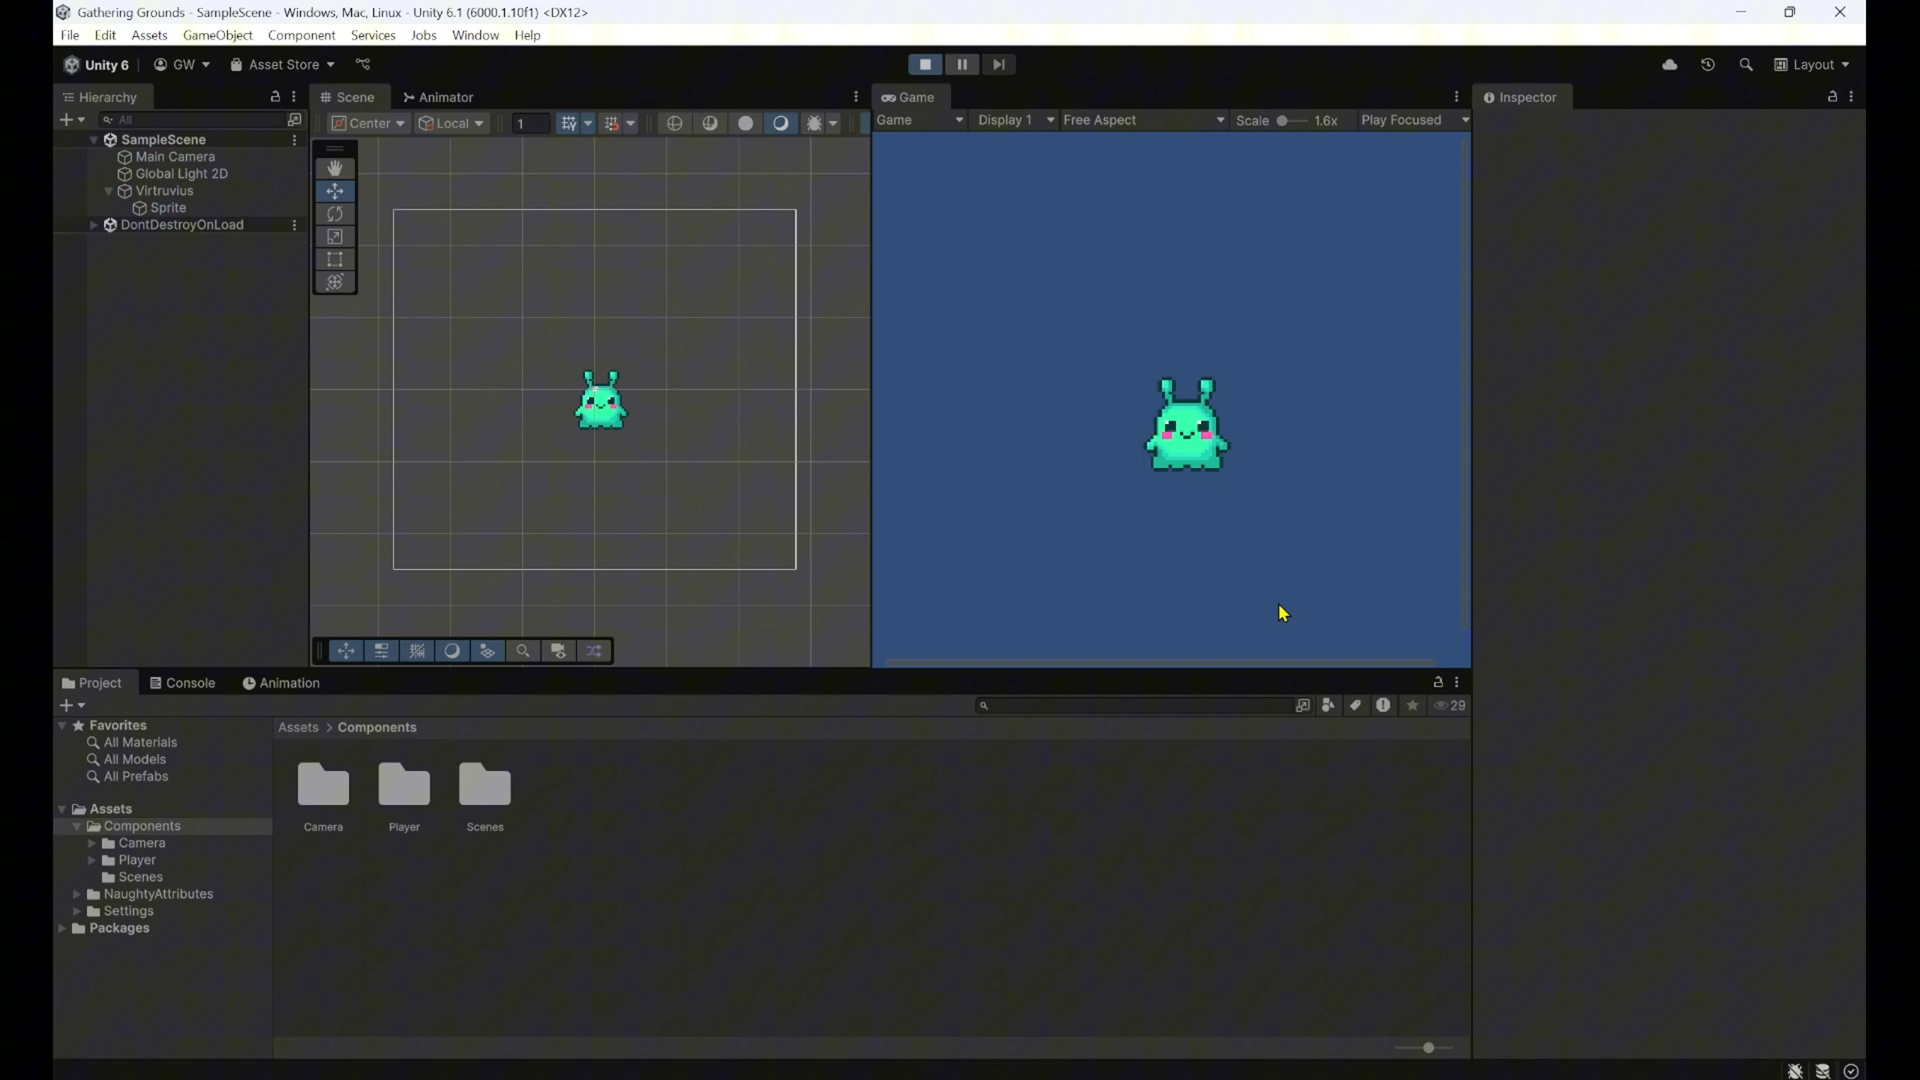 Gathering Grounds - SampleScene - Windows, Mac, Linux - Unity 6.1 (6000.1.10f1) <DX12>
File Edit Assets GameObject Component Services Jobs Window Help
Unity 6 GW Asset Store Layout
Hierarchy Scene Animator Game Inspector
All Center Local 1 Game Display 1 Free Aspect Scale 1.6x Play Focused
SampleScene
Main Camera
Global Light 2D
Virtruvius
Sprite
DontDestroyOnLoad
Project Console Animation
29
Favorites
All Materials
All Models
All Prefabs
Assets
Components
Camera
Player
Scenes
NaughtyAttributes
Settings
Packages
Assets > Components
Camera Player Scenes